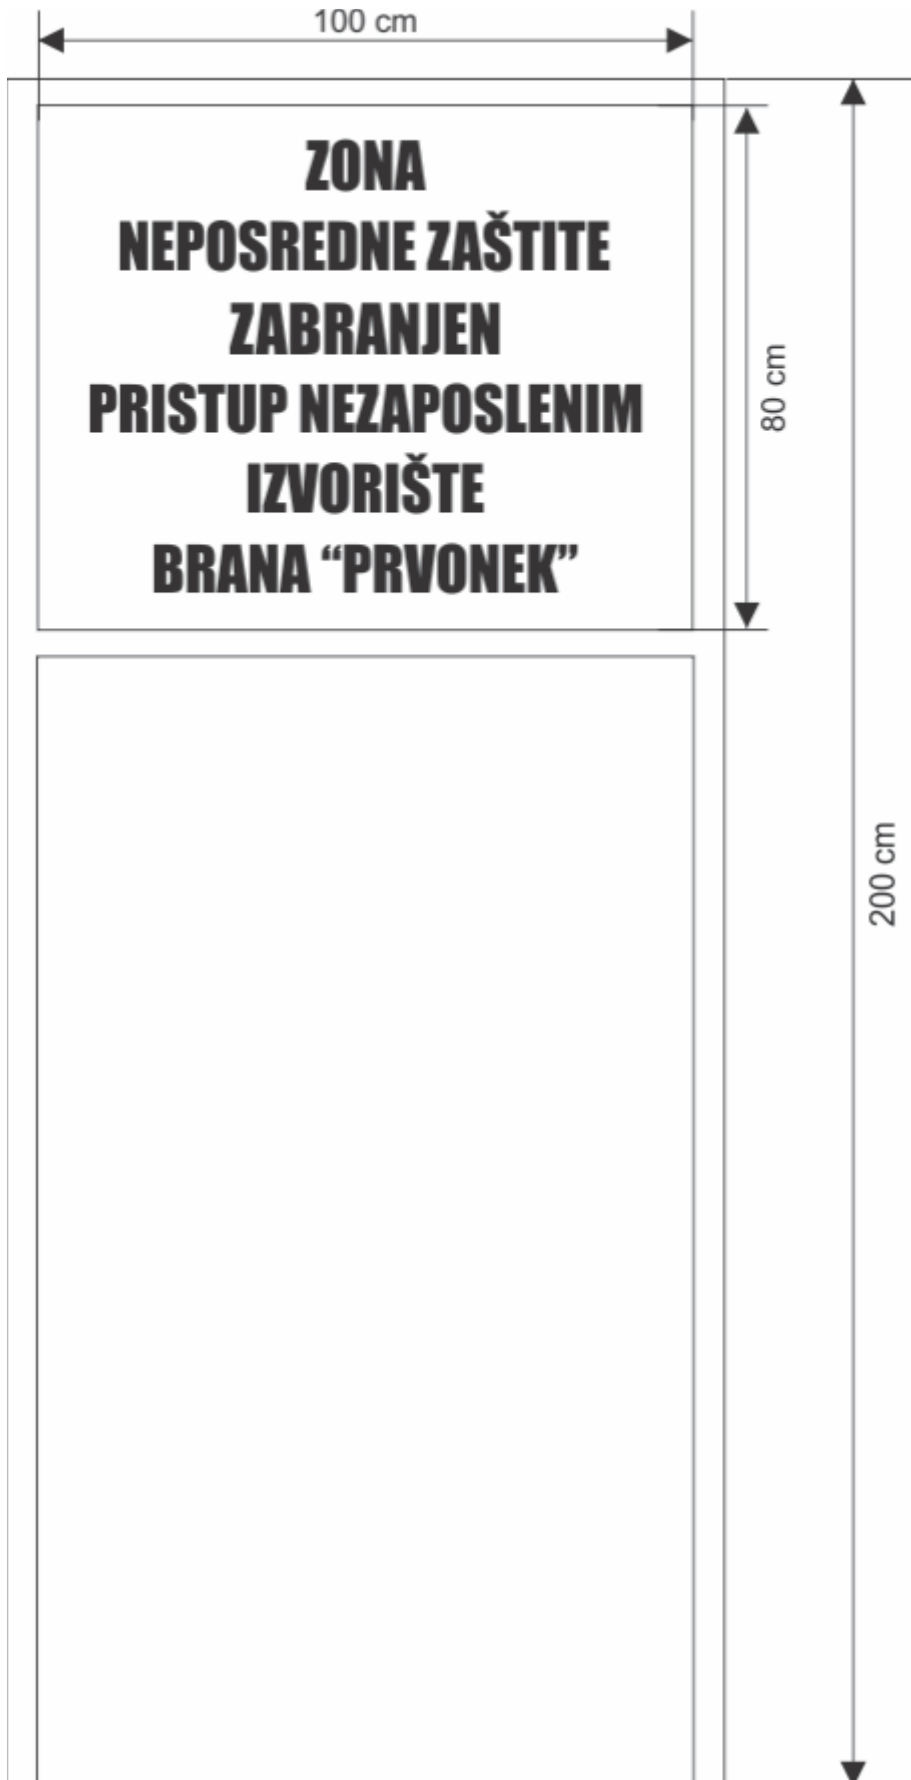 100 cm
ZONA
NEPOSREDNE ZAŠTITE
ZABRANJEN
PRISTUP NEZAPOSLENIM
IZVORIŠTE
BRANA “PRVONEK”
80 cm
200 cm